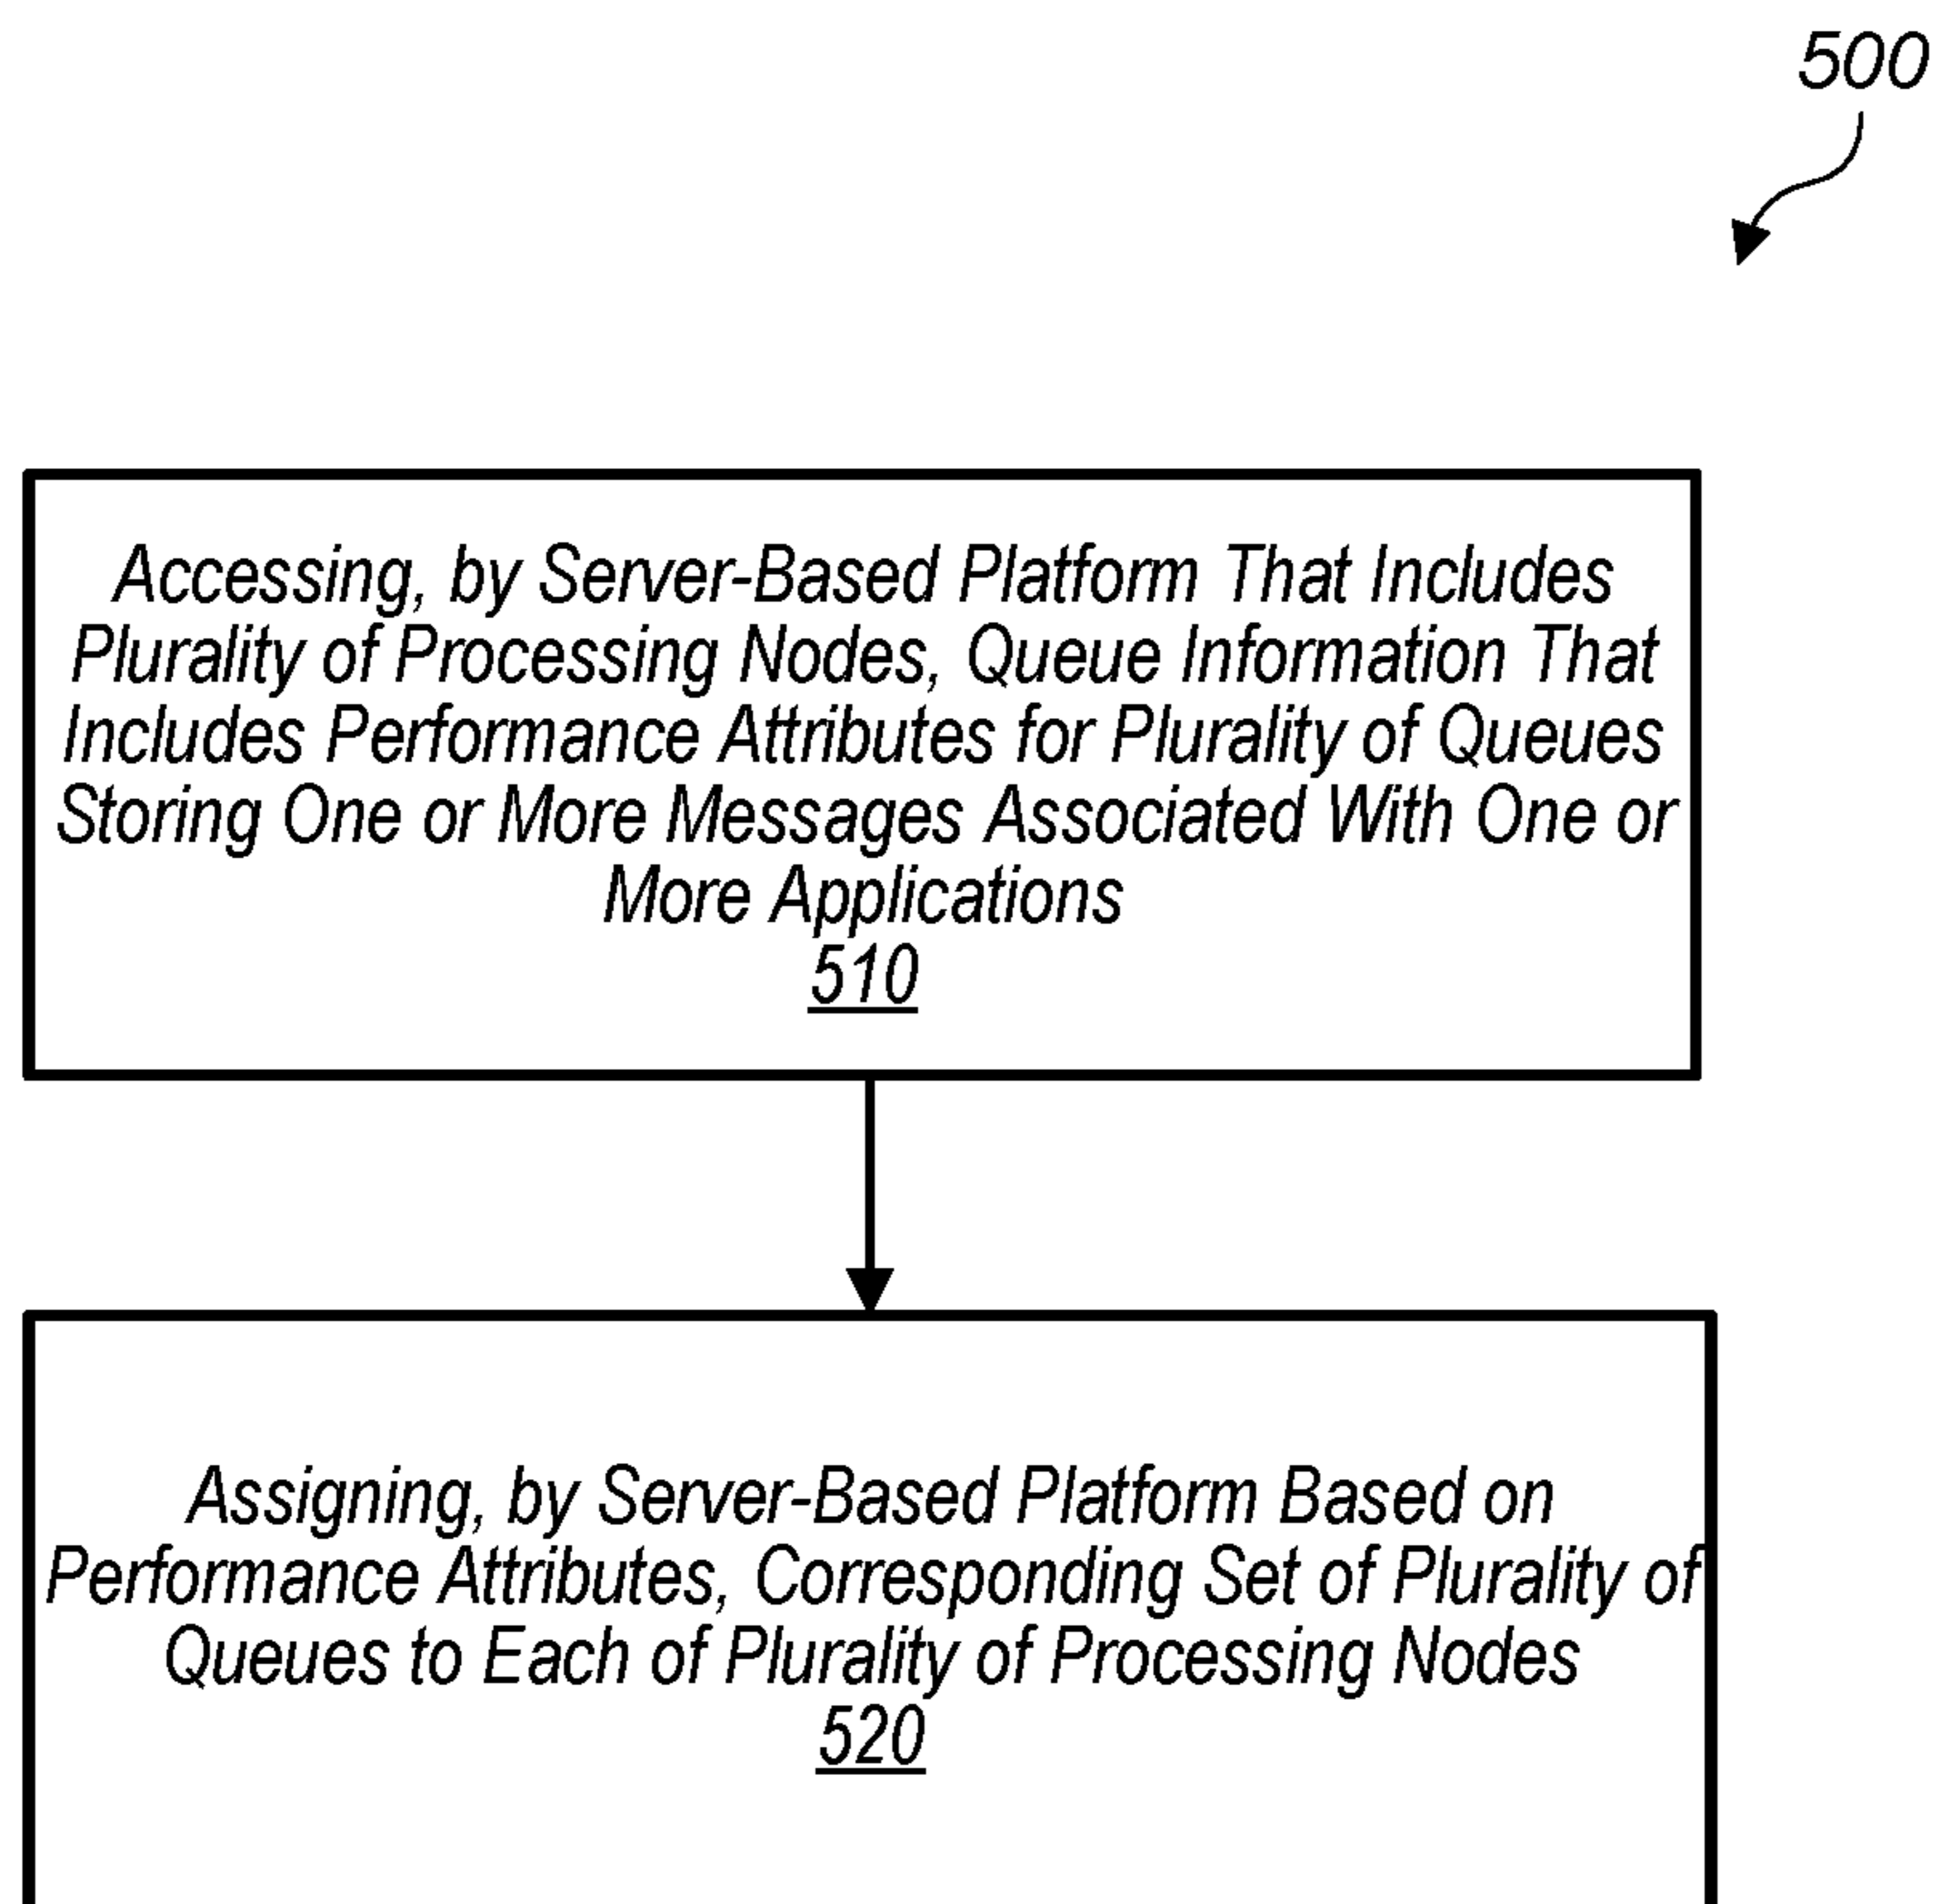 500
Accessing, by Server-Based Platform That Includes
Plurality of Processing Nodes, Queue Information That
Includes Performance Attributes for Plurality of Queues
Storing One or More Messages Associated With One or
More Applications
510
Assigning, by Server-Based Platform Based on
Performance Attributes, Corresponding Set of Plurality of
Queues to Each of Plurality of Processing Nodes
520